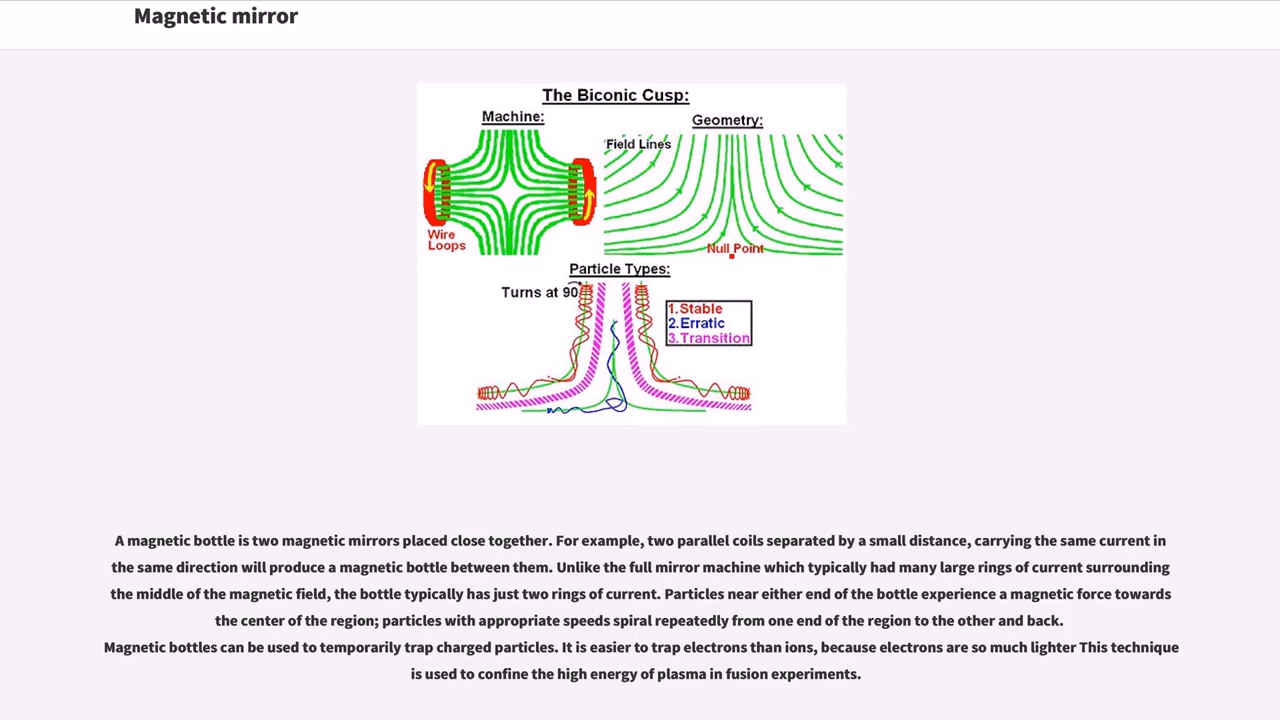 Magnetic mirror
The Biconic Cusp:
Machine:
Geometry:
Field Lines
Wire
Loops
Null Point
Particle Types:
Turns at 90
1.Stable
2.Erratic
3.Transition
A magnetic bottle is two magnetic mirrors placed close together. For example, two parallel coils separated by a small distance, carrying the same current in
the same direction will produce a magnetic bottle between them. Unlike the full mirror machine which typically had many large rings of current surrounding
the middle of the magnetic field, the bottle typically has just two rings of current. Particles near either end of the bottle experience a magnetic force towards
the center of the region; particles with appropriate speeds spiral repeatedly from one end of the region to the other and back.
Magnetic bottles can be used to temporarily trap charged particles. It is easier to trap electrons than ions, because electrons are so much lighter This technique
is used to confine the high energy of plasma in fusion experiments.